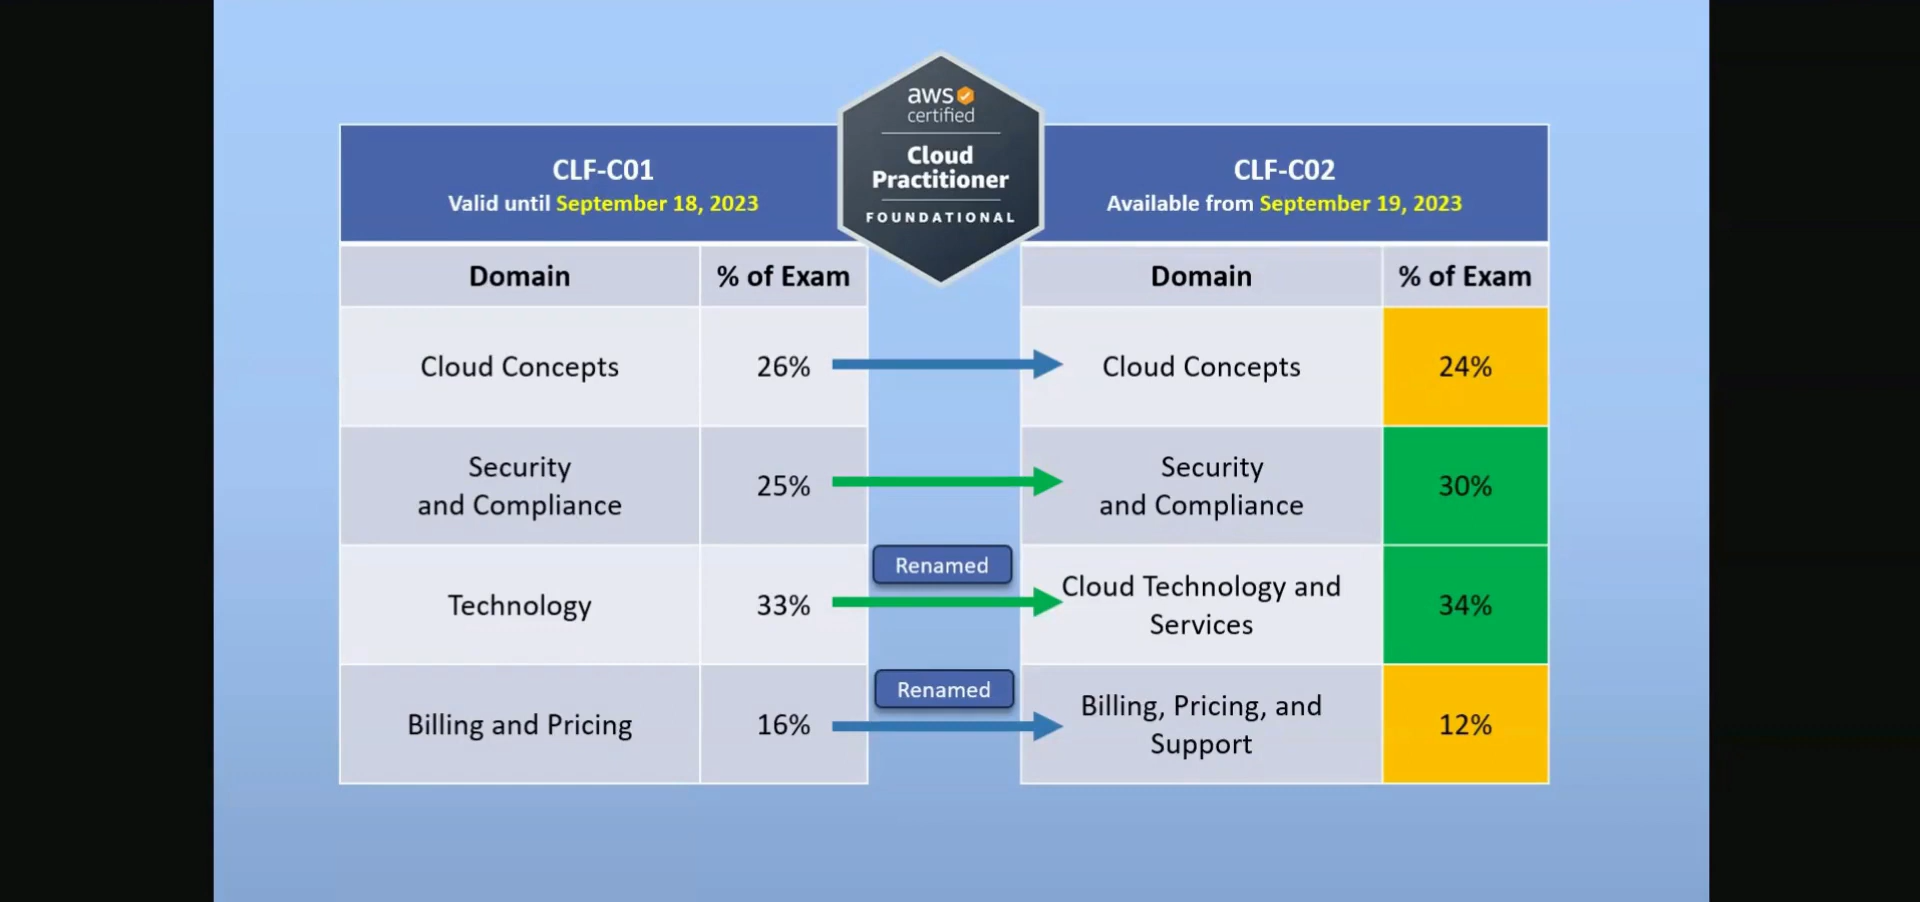 aws
certified
Cloud
Practitioner
FOUNDATIONAL
CLF-C01
Valid until September 18, 2023
CLF-C02
Available from September 19, 2023
Domain % of Exam
Domain % of Exam
Cloud Concepts 26%
Cloud Concepts 24%
Security
and Compliance
25%
Security
and Compliance
30%
Technology 33%
Renamed
Cloud Technology and
Services
34%
Billing and Pricing 16%
Renamed
Billing, Pricing, and
Support
12%